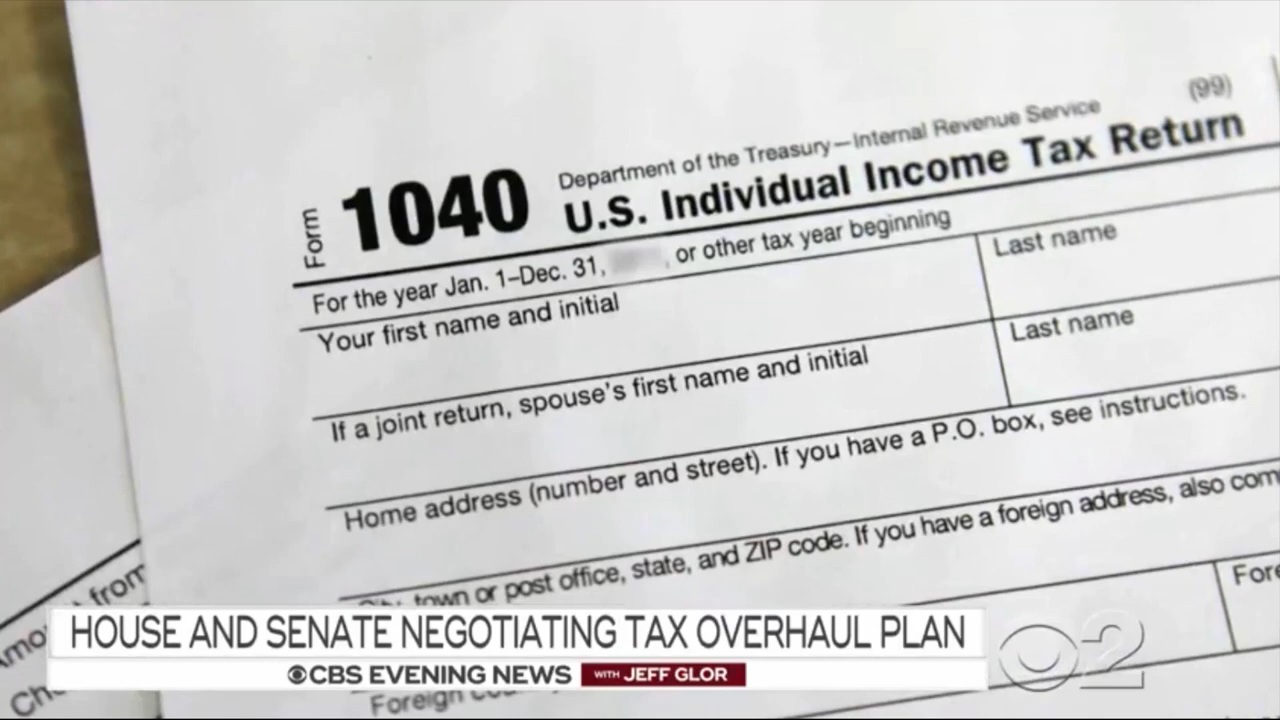 (99)
Department of the Treasury—Internal Revenue Service
Form 1040 U.S. Individual Income Tax Return
For the year Jan. 1–Dec. 31, , or other tax year beginning
Your first name and initial
Last name
If a joint return, spouse's first name and initial
Last name
Home address (number and street). If you have a P.O. box, see instructions.
town or post office, state, and ZIP code. If you have a foreign address, also com
Fore
from
Foreign
HOUSE AND SENATE NEGOTIATING TAX OVERHAUL PLAN
CBS EVENING NEWS WITH JEFF GLOR
2